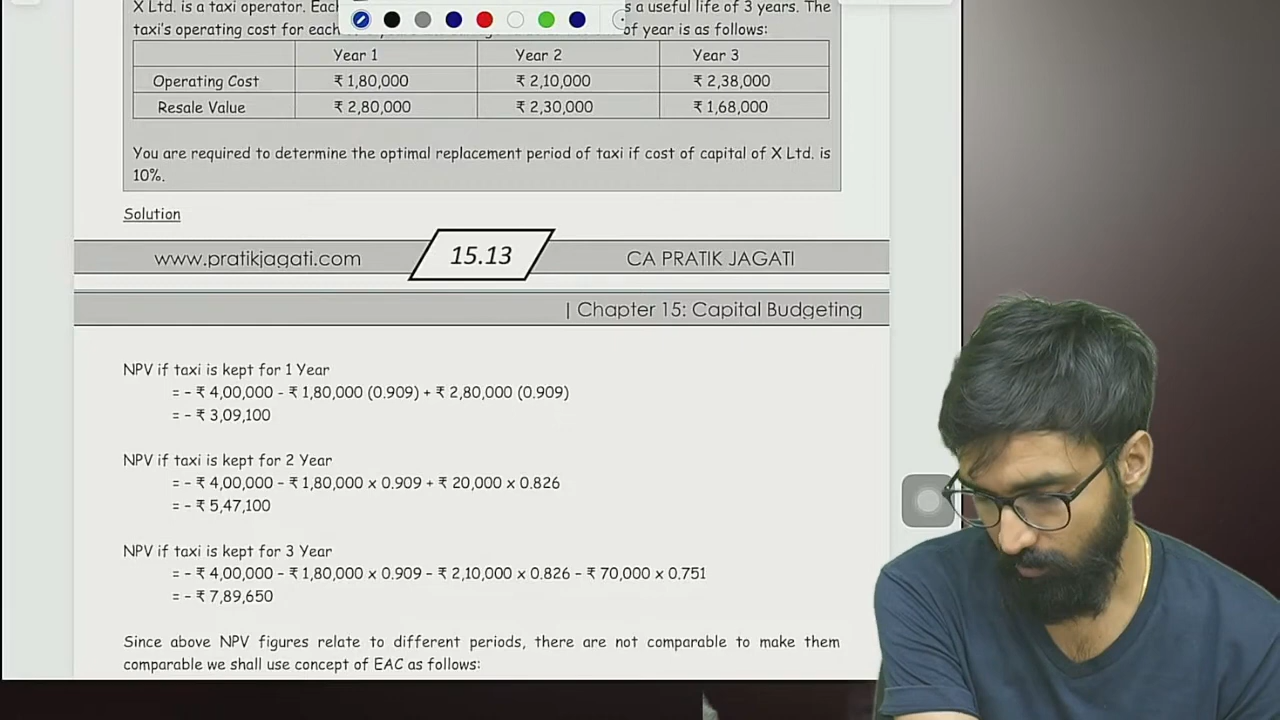 X Ltd. is a taxi operator. Each s a useful life of 3 years. The
taxi's operating cost for each of year is as follows:
Year 1 Year 2 Year 3
Operating Cost ₹ 1,80,000 ₹ 2,10,000 ₹ 2,38,000
Resale Value ₹ 2,80,000 ₹ 2,30,000 ₹ 1,68,000
You are required to determine the optimal replacement period of taxi if cost of capital of X Ltd. is
10%.
Solution
www.pratikjagati.com 15.13 CA PRATIK JAGATI
| Chapter 15: Capital Budgeting
NPV if taxi is kept for 1 Year
= - ₹ 4,00,000 - ₹ 1,80,000 (0.909) + ₹ 2,80,000 (0.909)
= - ₹ 3,09,100
NPV if taxi is kept for 2 Year
= - ₹ 4,00,000 - ₹ 1,80,000 x 0.909 + ₹ 20,000 x 0.826
= - ₹ 5,47,100
NPV if taxi is kept for 3 Year
= - ₹ 4,00,000 - ₹ 1,80,000 x 0.909 - ₹ 2,10,000 x 0.826 - ₹ 70,000 x 0.751
= - ₹ 7,89,650
Since above NPV figures relate to different periods, there are not comparable to make them
comparable we shall use concept of EAC as follows: